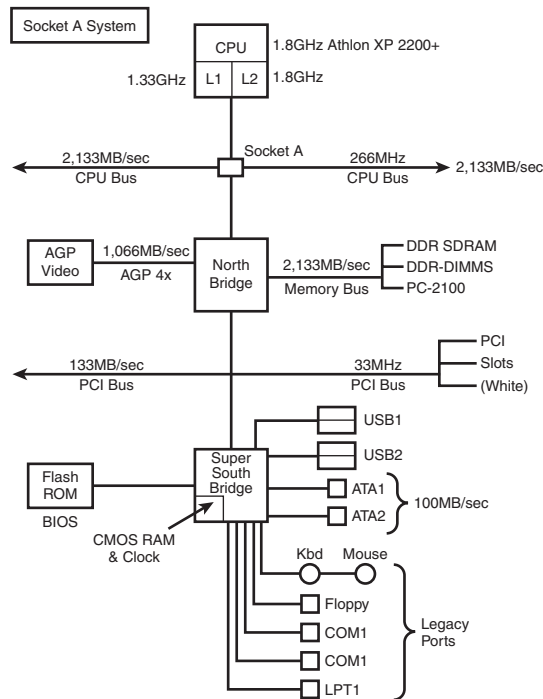 Socket A System
CPU
1.8GHz Athlon XP 2200+
1.33GHz
L1
L2
1.8GHz
Socket A
2,133MB/sec
CPU Bus
266MHz
CPU Bus
2,133MB/sec
AGP
Video
1,066MB/sec
AGP 4x
North
Bridge
2,133MB/sec
Memory Bus
DDR SDRAM
DDR-DIMMS
PC-2100
133MB/sec
PCI Bus
33MHz
PCI Bus
PCI
Slots
(White)
USB1
USB2
Flash
ROM
BIOS
Super
South
Bridge
CMOS RAM
& Clock
ATA1
ATA2
100MB/sec
Kbd
Mouse
Floppy
COM1
COM1
LPT1
Legacy
Ports